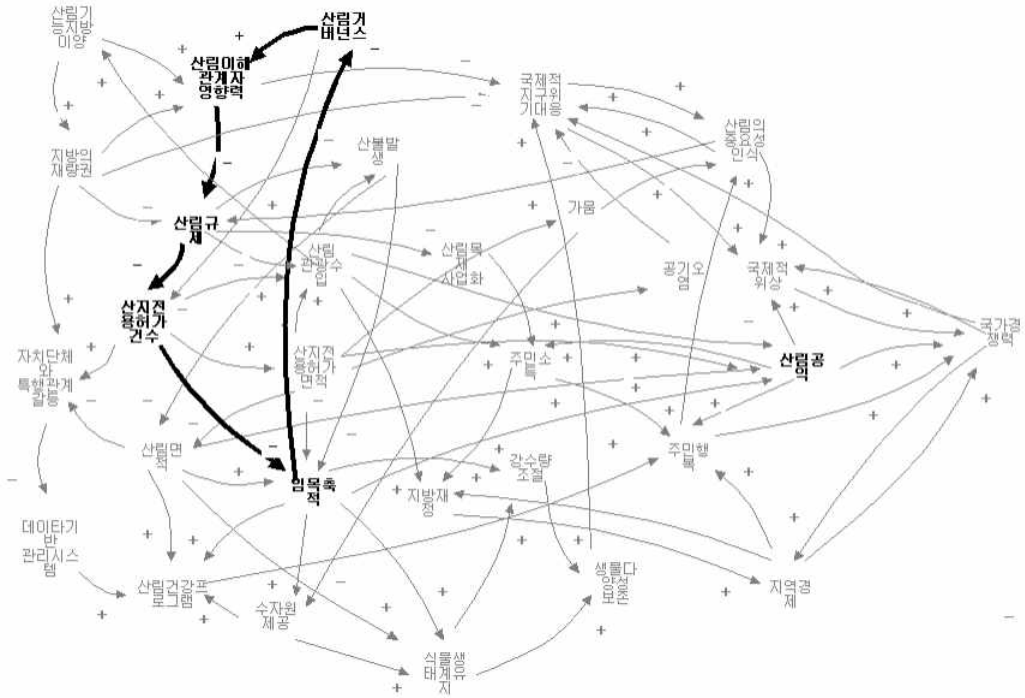 산림기
능지방
이양
산림거
버넌스
산림이해
관계자
영향력
국제적
지구위
기대응
산림의
중요성
인식
지방의
재량권
산불발
생
가뭄
산림규
제
산림
관광수
입
산림목
재
사업화
공기오
염
국제적
위상
산지전
용허가
건수
국가경
쟁력
자치단체
와
특행관계
갈등
산지전
용허가
면적
주민소
득
산림공
익
산림면
적
임목축
적
지방재
정
강수량
조절
주민행
복
데이타기
반
관리시스
템
산림건강프
로그램
수자원
제공
생물다
양성
보존
지역경
제
식물생
태계유
지